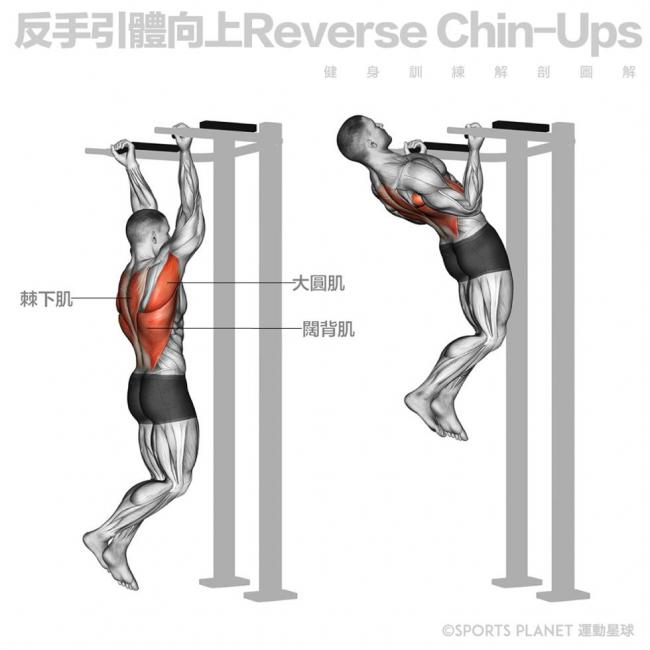 反手引體向上Reverse Chin-Ups
健身訓練解剖圖解
大圓肌
棘下肌
闊背肌
©SPORTS PLANET 運動星球